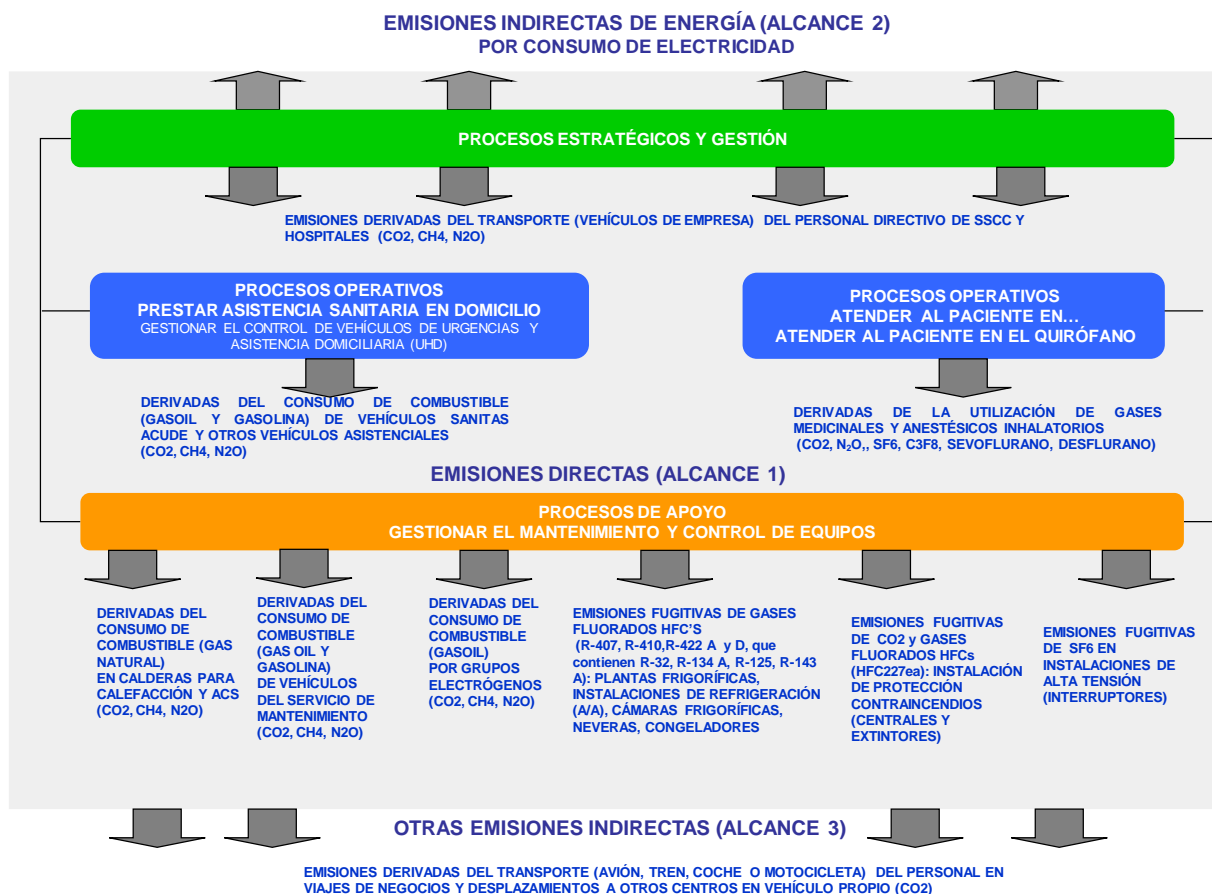 EMISIONES INDIRECTAS DE ENERGÍA (ALCANCE 2)
POR CONSUMO DE ELECTRICIDAD
PROCESOS ESTRATÉGICOS Y GESTIÓN
EMISIONES DERIVADAS DEL TRANSPORTE (VEHÍCULOS DE EMPRESA) DEL PERSONAL DIRECTIVO DE SSCC Y
HOSPITALES (CO2, CH4, N2O)
PROCESOS OPERATIVOS
PRESTAR ASISTENCIA SANITARIA EN DOMICILIO
GESTIONAR EL CONTROL DE VEHÍCULOS DE URGENCIAS Y
ASISTENCIA DOMICILIARIA (UHD)
PROCESOS OPERATIVOS
ATENDER AL PACIENTE EN…
ATENDER AL PACIENTE EN EL QUIRÓFANO
DERIVADAS DEL CONSUMO DE COMBUSTIBLE
(GASOIL Y GASOLINA) DE VEHÍCULOS SANITAS
ACUDE Y OTROS VEHÍCULOS ASISTENCIALES
(CO2, CH4, N2O)
DERIVADAS DE LA UTILIZACIÓN DE GASES
MEDICINALES Y ANESTÉSICOS INHALATORIOS
(CO2, N₂O,, SF6, C3F8, SEVOFLURANO, DESFLURANO)
EMISIONES DIRECTAS (ALCANCE 1)
PROCESOS DE APOYO
GESTIONAR EL MANTENIMIENTO Y CONTROL DE EQUIPOS
DERIVADAS DEL
CONSUMO DE
COMBUSTIBLE (GAS
NATURAL)
EN CALDERAS PARA
CALEFACCIÓN Y ACS
(CO2, CH4, N2O)
DERIVADAS DEL
CONSUMO DE
COMBUSTIBLE
(GAS OIL Y
GASOLINA)
DE VEHÍCULOS
DEL SERVICIO DE
MANTENIMIENTO
(CO2, CH4, N2O)
DERIVADAS DEL
CONSUMO DE
COMBUSTIBLE
(GASOIL)
POR GRUPOS
ELECTRÓGENOS
(CO2, CH4, N2O)
EMISIONES FUGITIVAS DE GASES
FLUORADOS HFC'S
(R-407, R-410,R-422 A y D, que
contienen R-32, R-134 A, R-125, R-143
A): PLANTAS FRIGORÍFICAS,
INSTALACIONES DE REFRIGERACIÓN
(A/A), CÁMARAS FRIGORÍFICAS,
NEVERAS, CONGELADORES
EMISIONES FUGITIVAS
DE CO2 y GASES
FLUORADOS HFCs
(HFC227ea): INSTALACIÓN
DE PROTECCIÓN
CONTRAINCENDIOS
(CENTRALES Y
EXTINTORES)
EMISIONES FUGITIVAS
DE SF6 EN
INSTALACIONES DE
ALTA TENSIÓN
(INTERRUPTORES)
OTRAS EMISIONES INDIRECTAS (ALCANCE 3)
EMISIONES DERIVADAS DEL TRANSPORTE (AVIÓN, TREN, COCHE O MOTOCICLETA) DEL PERSONAL EN
VIAJES DE NEGOCIOS Y DESPLAZAMIENTOS A OTROS CENTROS EN VEHÍCULO PROPIO (CO2)